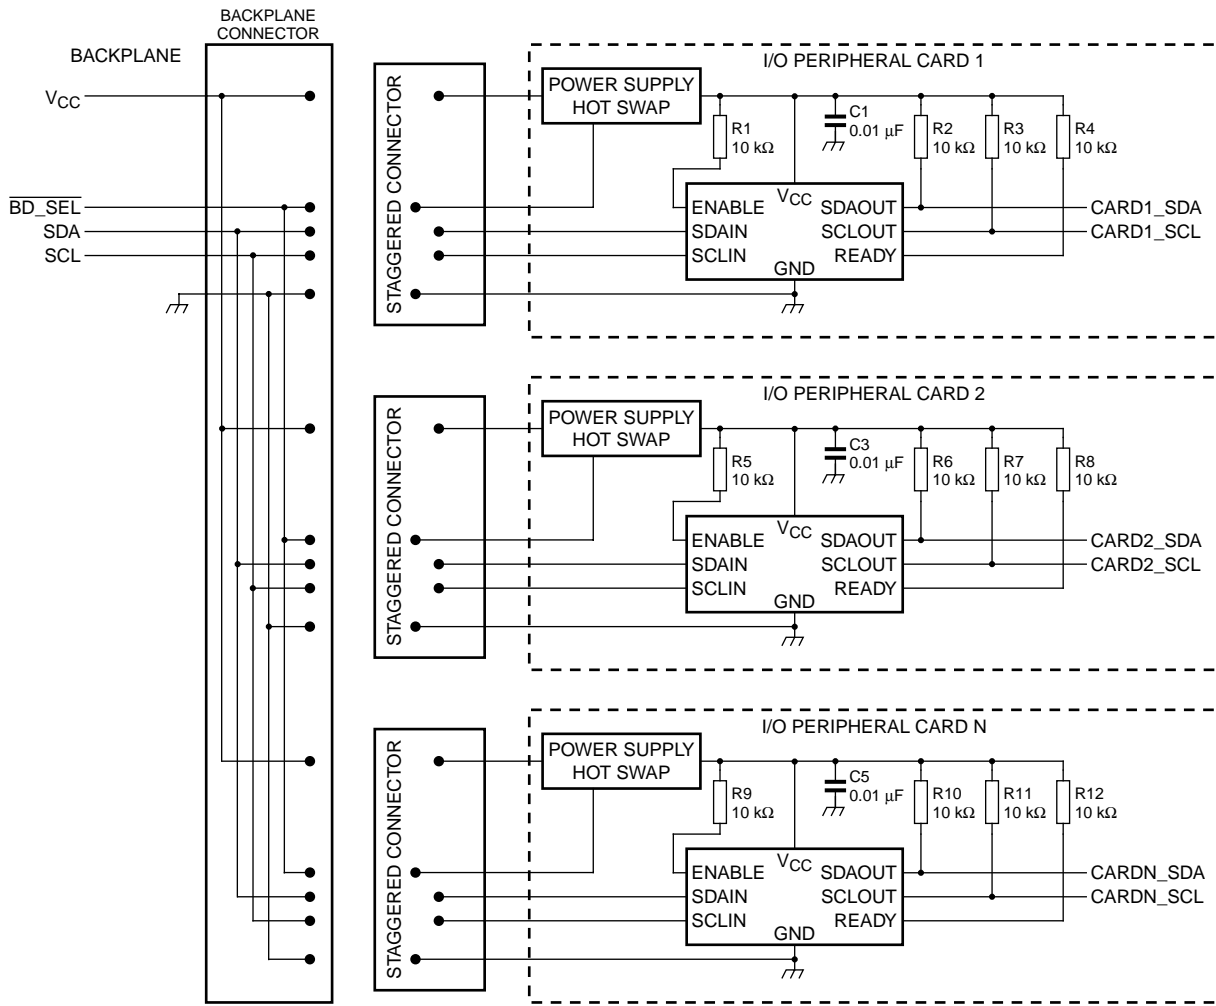 BACKPLANE
CONNECTOR
BACKPLANE
VCC
BD_SEL
SDA
SCL
STAGGERED CONNECTOR
I/O PERIPHERAL CARD 1
POWER SUPPLY
HOT SWAP
R1
10 kΩ
C1
0.01 μF
R2
10 kΩ
R3
10 kΩ
R4
10 kΩ
VCC
ENABLE
SDAIN
SCLIN
SDAOUT
SCLOUT
READY
GND
CARD1_SDA
CARD1_SCL
STAGGERED CONNECTOR
I/O PERIPHERAL CARD 2
POWER SUPPLY
HOT SWAP
R5
10 kΩ
C3
0.01 μF
R6
10 kΩ
R7
10 kΩ
R8
10 kΩ
VCC
ENABLE
SDAIN
SCLIN
SDAOUT
SCLOUT
READY
GND
CARD2_SDA
CARD2_SCL
STAGGERED CONNECTOR
I/O PERIPHERAL CARD N
POWER SUPPLY
HOT SWAP
R9
10 kΩ
C5
0.01 μF
R10
10 kΩ
R11
10 kΩ
R12
10 kΩ
VCC
ENABLE
SDAIN
SCLIN
SDAOUT
SCLOUT
READY
GND
CARDN_SDA
CARDN_SCL